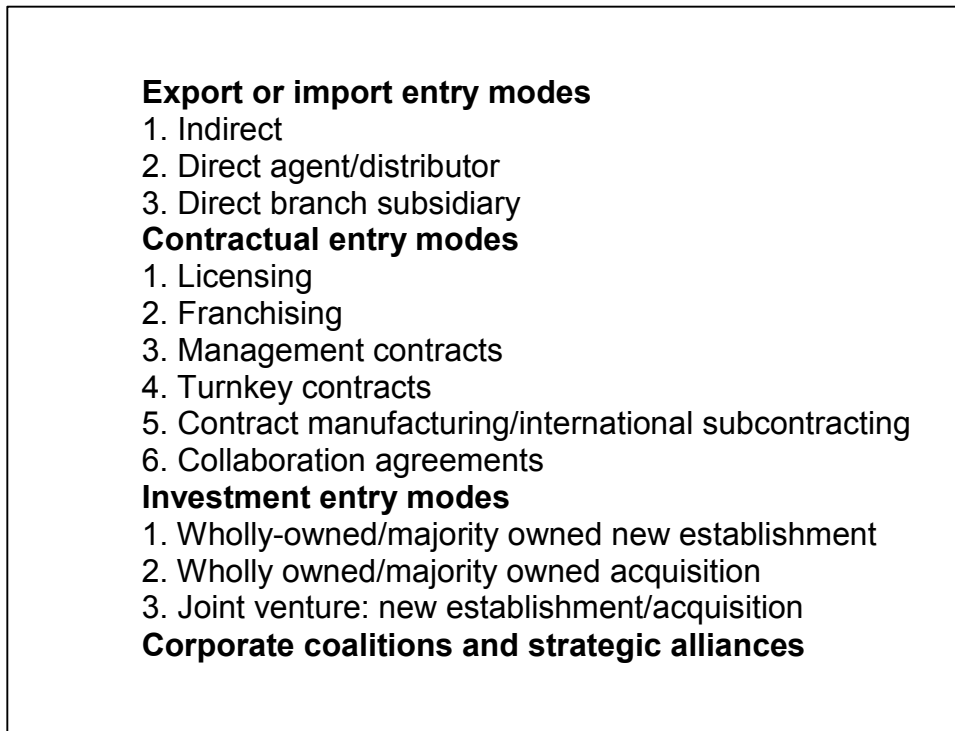 Export or import entry modes
1. Indirect
2. Direct agent/distributor
3. Direct branch subsidiary
Contractual entry modes
1. Licensing
2. Franchising
3. Management contracts
4. Turnkey contracts
5. Contract manufacturing/international subcontracting
6. Collaboration agreements
Investment entry modes
1. Wholly-owned/majority owned new establishment
2. Wholly owned/majority owned acquisition
3. Joint venture: new establishment/acquisition
Corporate coalitions and strategic alliances